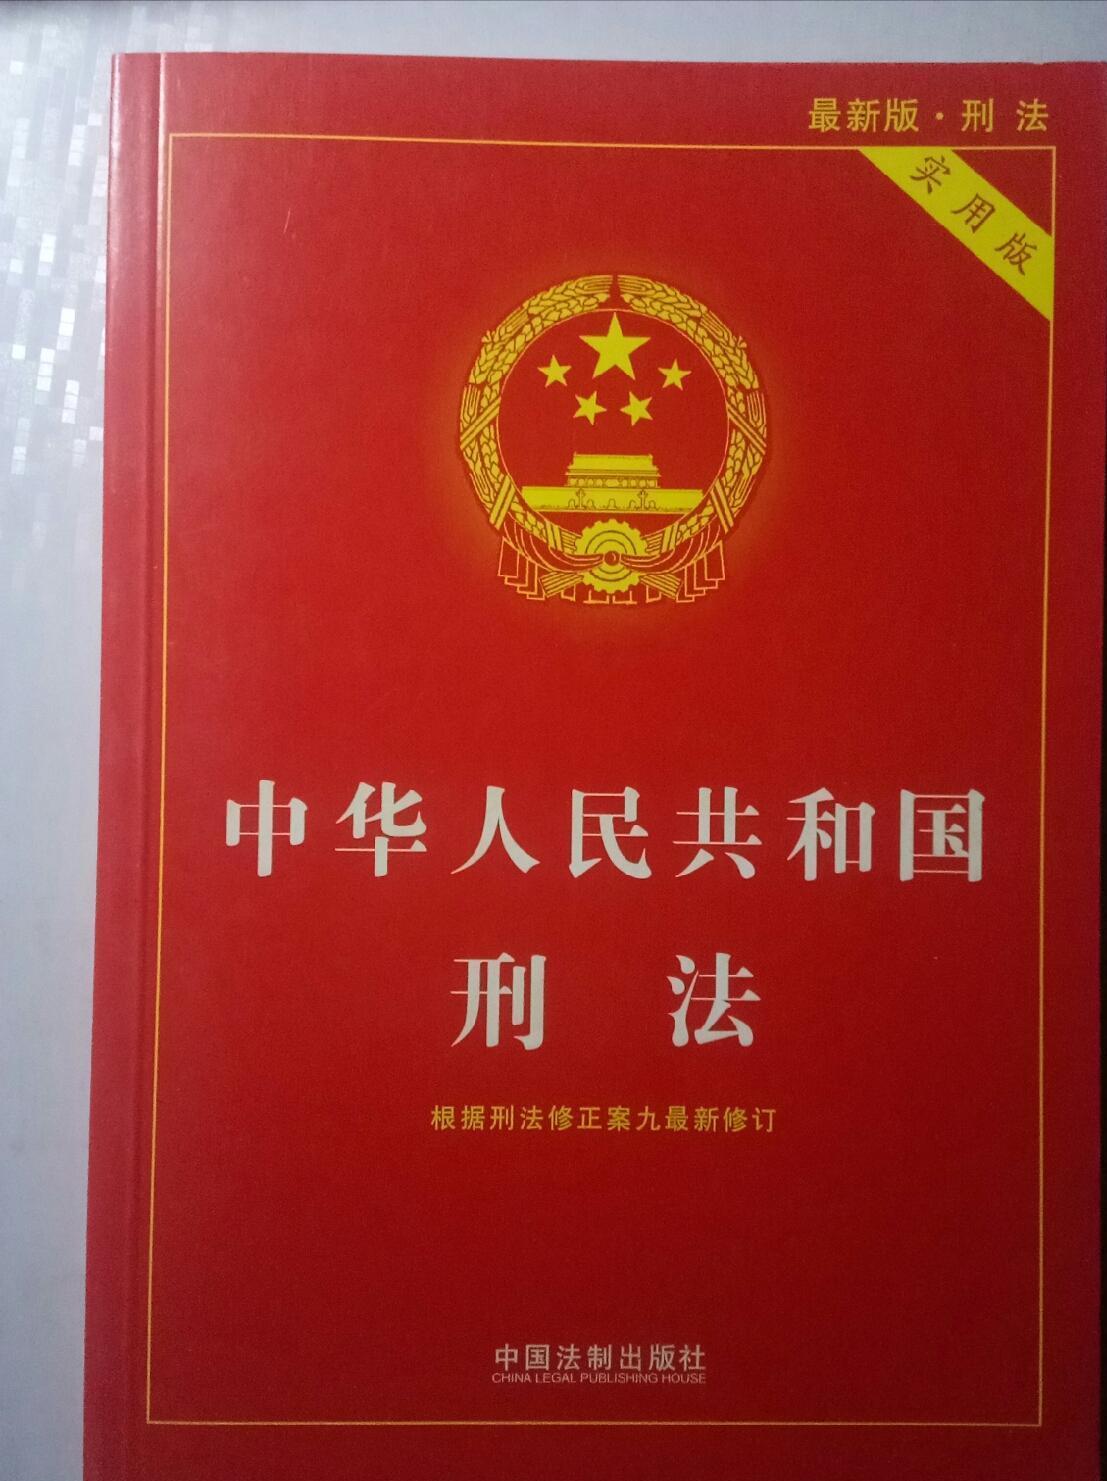 最新版·刑 法
实用版
中华人民共和国
刑 法
根据刑法修正案九最新修订
中国法制出版社
CHINA LEGAL PUBLISHING HOUSE